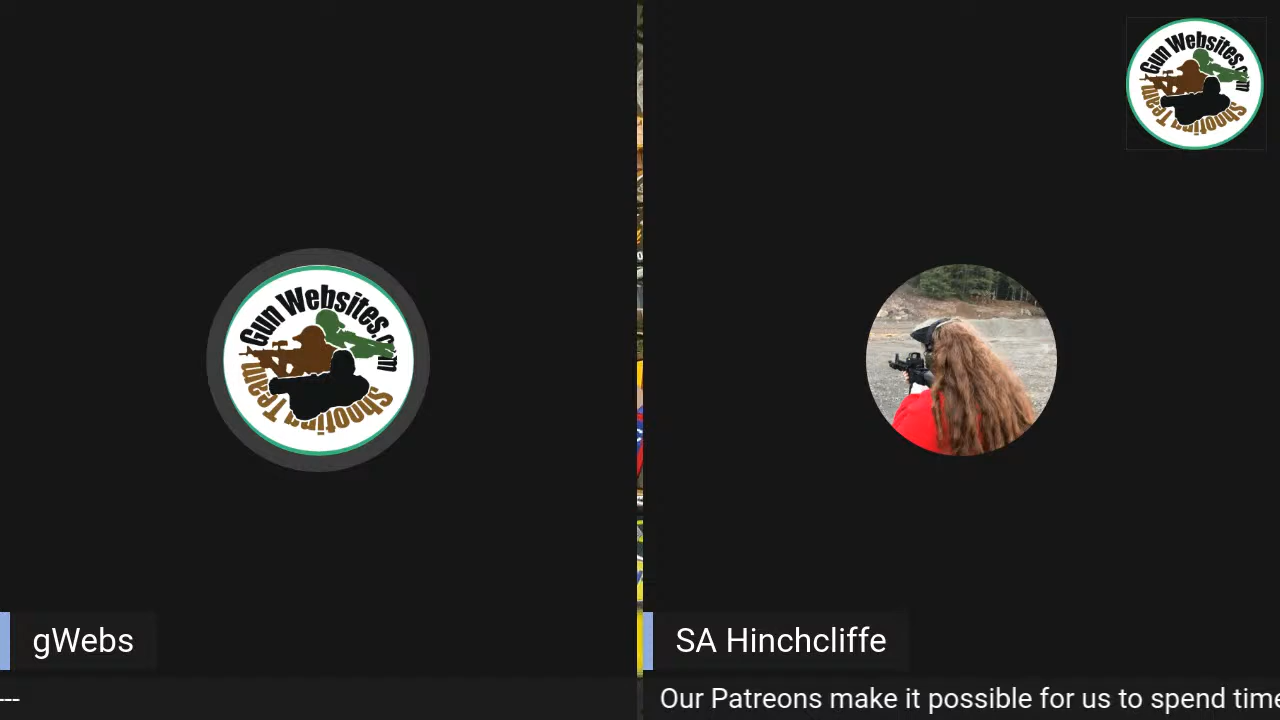 Gun Websites.com
Shooting Team
Gun Websites.com
Shooting Team
gWebs
SA Hinchcliffe
---
Our Patreons make it possible for us to spend time